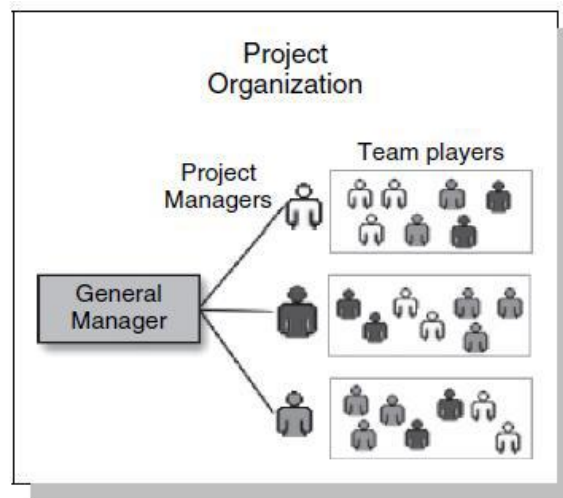 Project
Organization
Project
Managers
Team players
General
Manager